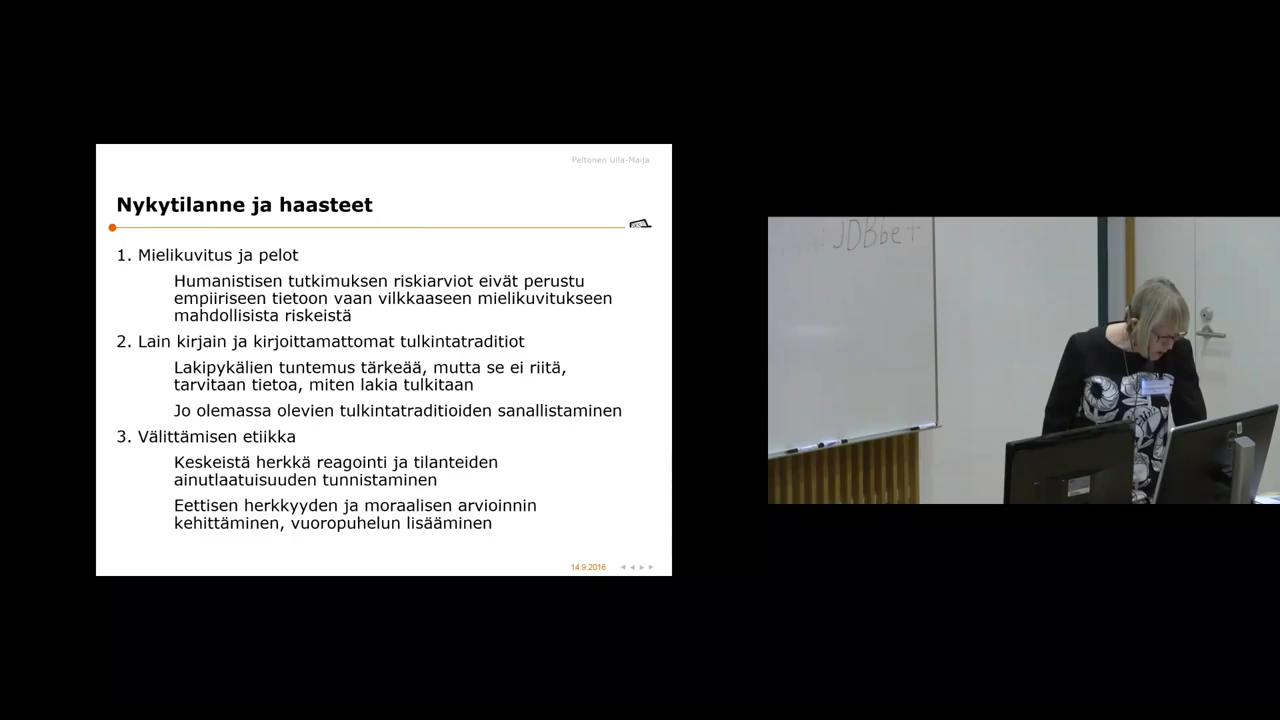 Peltonen Ulla-Maija
Nykytilanne ja haasteet
1. Mielikuvitus ja pelot
Humanistisen tutkimuksen riskiarviot eivät perustu
empiiriseen tietoon vaan vilkkaaseen mielikuvitukseen
mahdollisista riskeistä
2. Lain kirjain ja kirjoittamattomat tulkintatraditiot
Lakipykälien tuntemus tärkeää, mutta se ei riitä,
tarvitaan tietoa, miten lakia tulkitaan
Jo olemassa olevien tulkintatraditioiden sanallistaminen
3. Välittämisen etiikka
Keskeistä herkkä reagointi ja tilanteiden
ainutlaatuisuuden tunnistaminen
Eettisen herkkyyden ja moraalisen arvioinnin
kehittäminen, vuoropuhelun lisääminen
14.9.2016